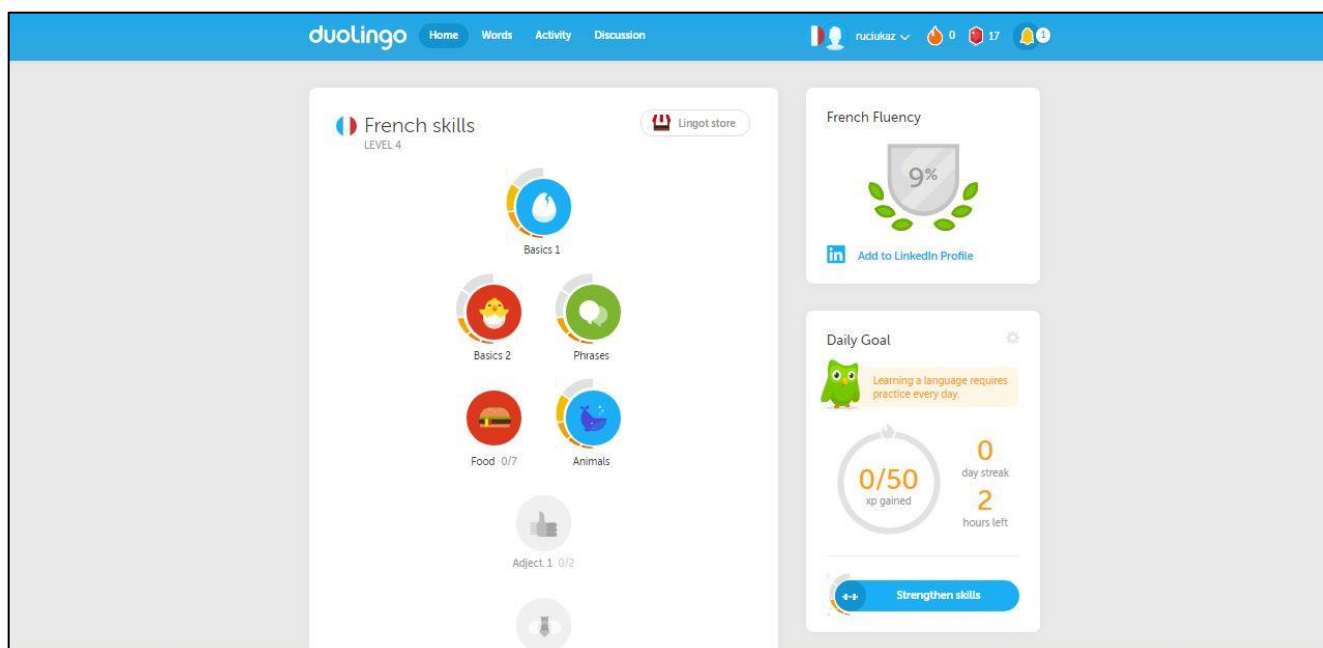 duolingo Home Words Activity Discussion ruciukaz 0 17 1
French skills
LEVEL 4
Lingot store
Basics 1
Basics 2 Phrases
Food 0/7 Animals
Adject. 1 0/2
French Fluency
9%
in Add to LinkedIn Profile
Daily Goal
Learning a language requires
practice every day.
0/50
xp gained
0
day streak
2
hours left
Strengthen skills